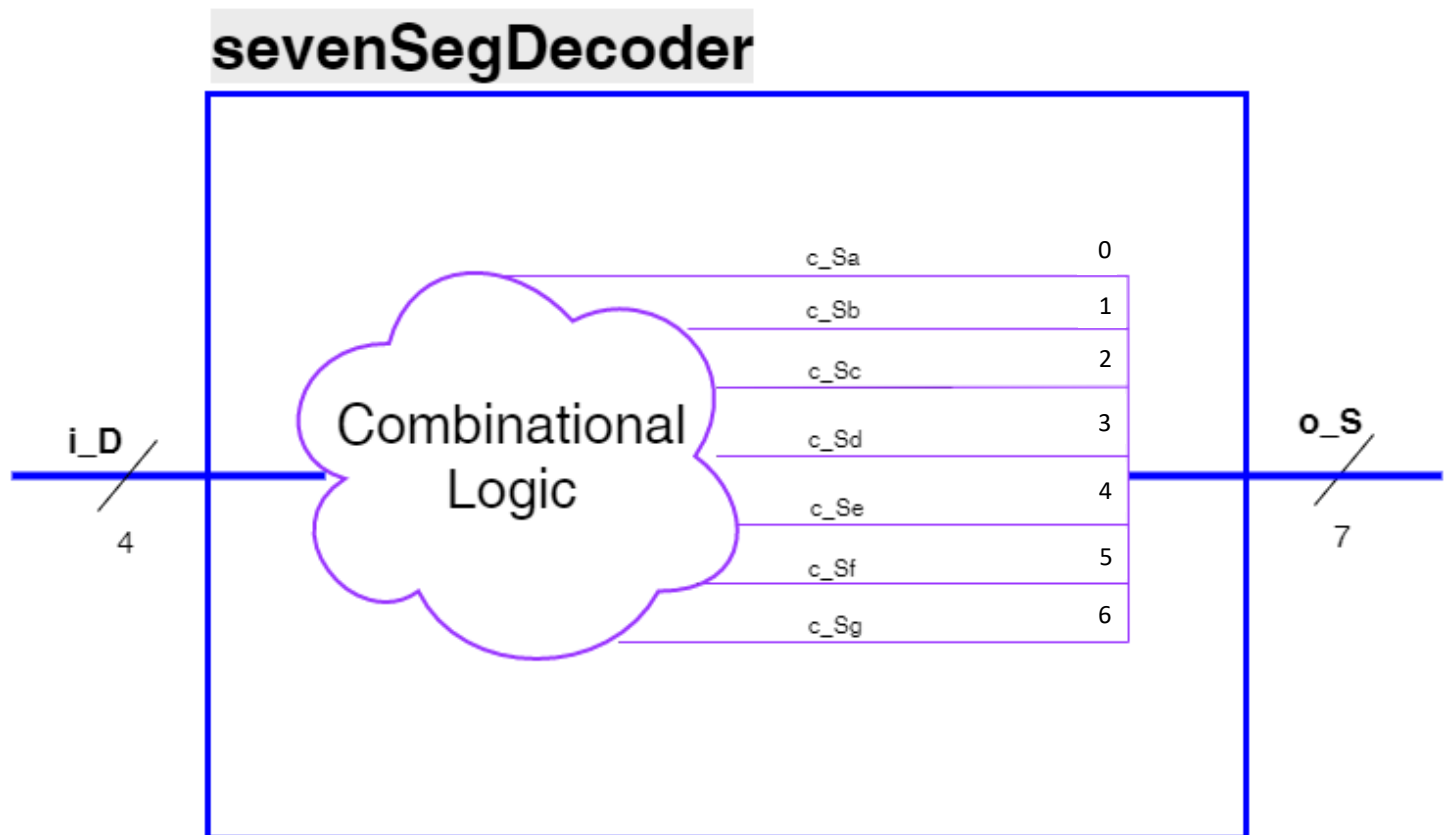 sevenSegDecoder
c_Sa 0
c_Sb 1
c_Sc 2
c_Sd 3
c_Se 4
c_Sf 5
c_Sg 6
Combinational
Logic
i_D
4
o_S
7